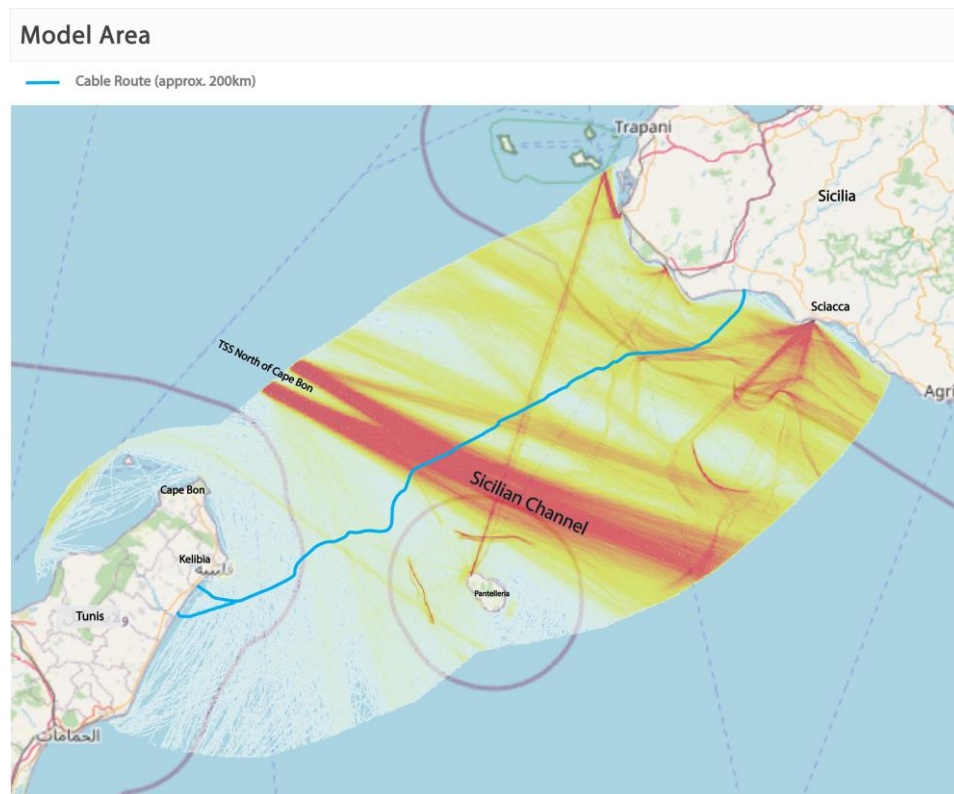 Model Area
Cable Route (approx. 200km)
Trapani
Sicilia
Sciacca
TSS North of Cape Bon
Agri
Sicilian Channel
Cape Bon
Kelibia
قليبية
Pantelleria
Tunis
الحمامات